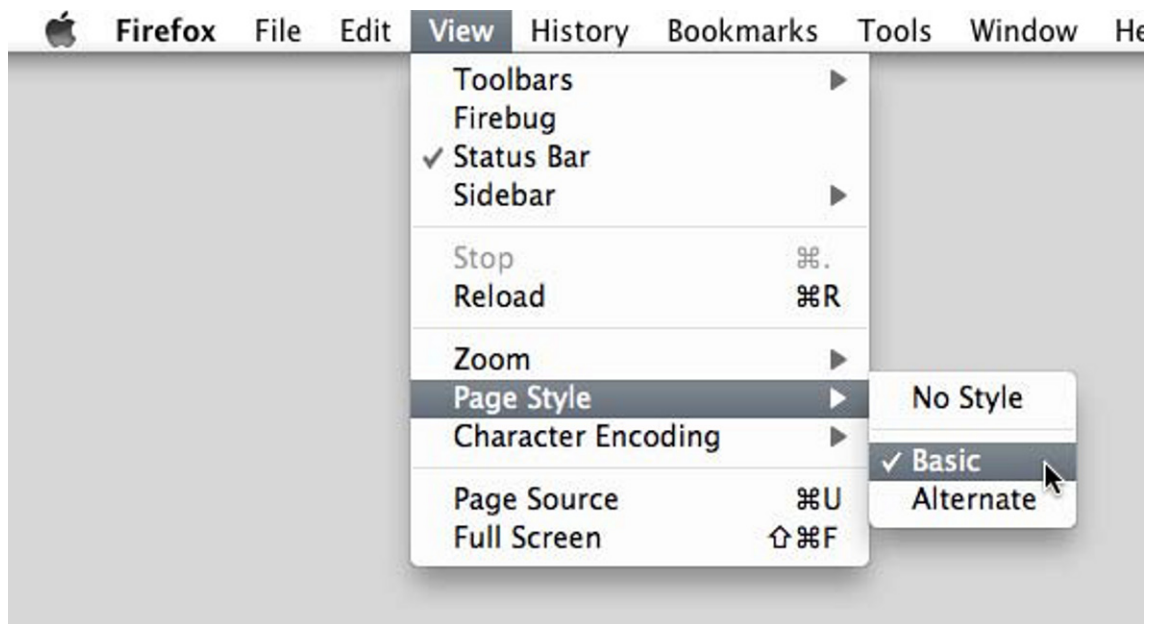 Firefox File Edit View History Bookmarks Tools Window He
Toolbars
Firebug
✓ Status Bar
Sidebar
Stop ⌘.
Reload ⌘R
Zoom
Page Style
No Style
Character Encoding
✓ Basic
Alternate
Page Source ⌘U
Full Screen ⇧⌘F